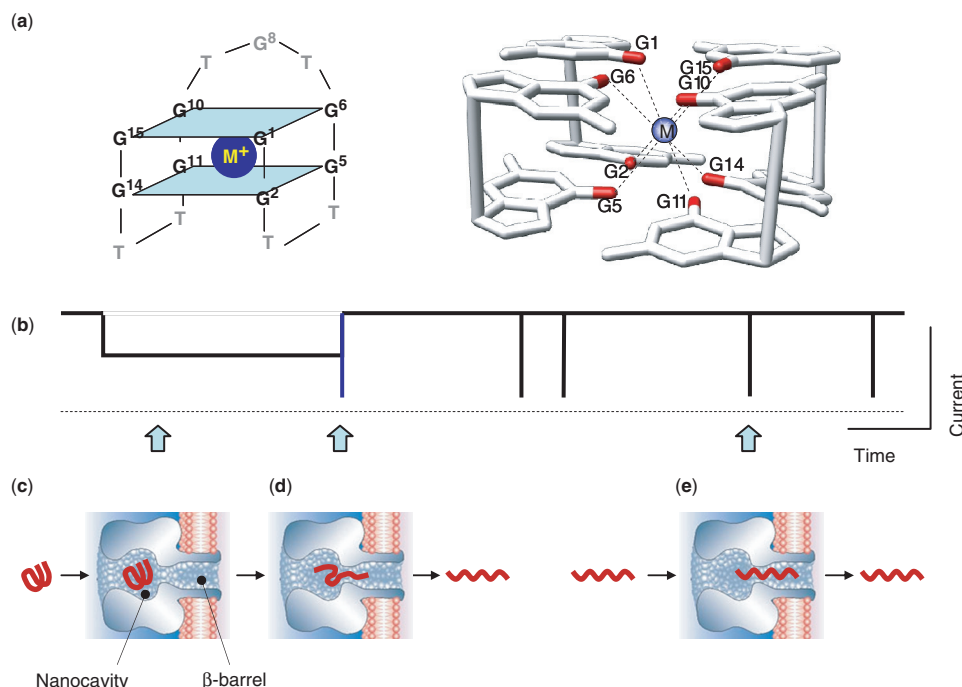 (a)
G⁸
T T
G¹⁰ G⁶
G¹⁵ G¹
M⁺
G¹¹ G⁵
G¹⁴ G²
T T
T T
G1
G6
G15
G10
M
G2
G14
G5
G11
(b)
Current
Time
(c) (d) (e)
Nanocavity β-barrel